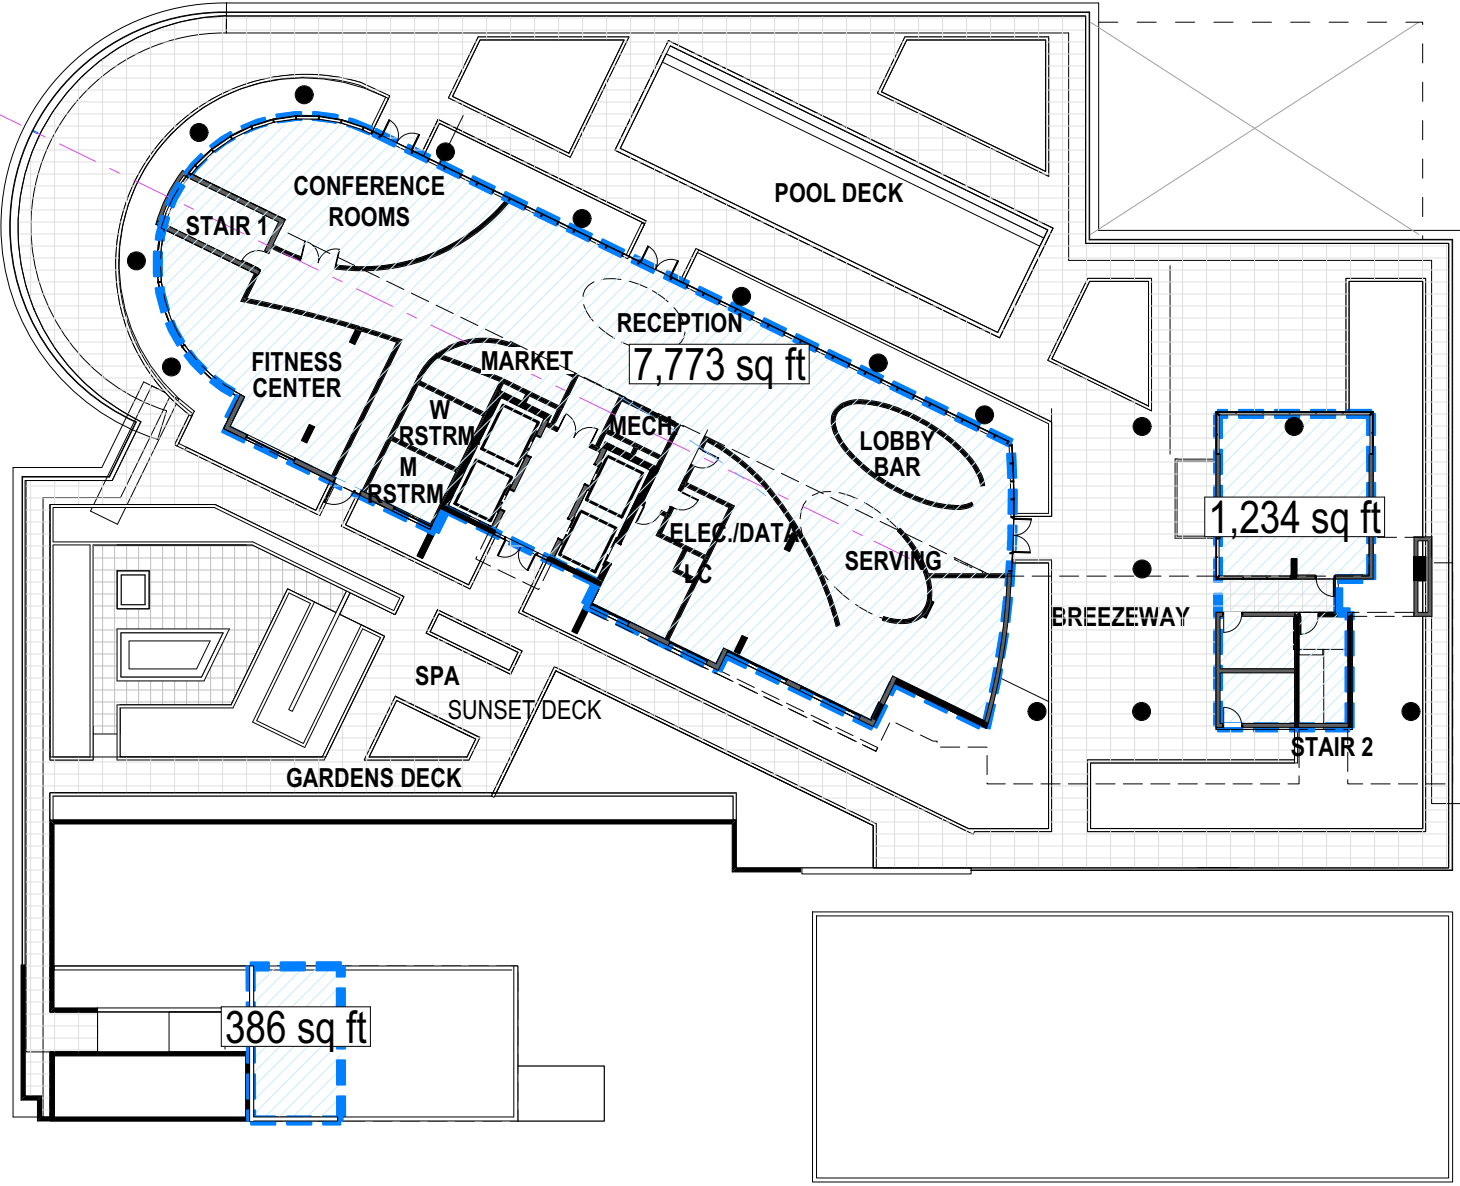 CONFERENCE
ROOMS
POOL DECK
STAIR 1
RECEPTION
7,773 sq ft
MARKET
FITNESS
CENTER
W
RSTRM
M
RSTRM
MECH
LOBBY
BAR
ELEC./DATA
LC
SERVING
1,234 sq ft
BREEZEWAY
SPA
SUNSET DECK
STAIR 2
GARDENS DECK
386 sq ft